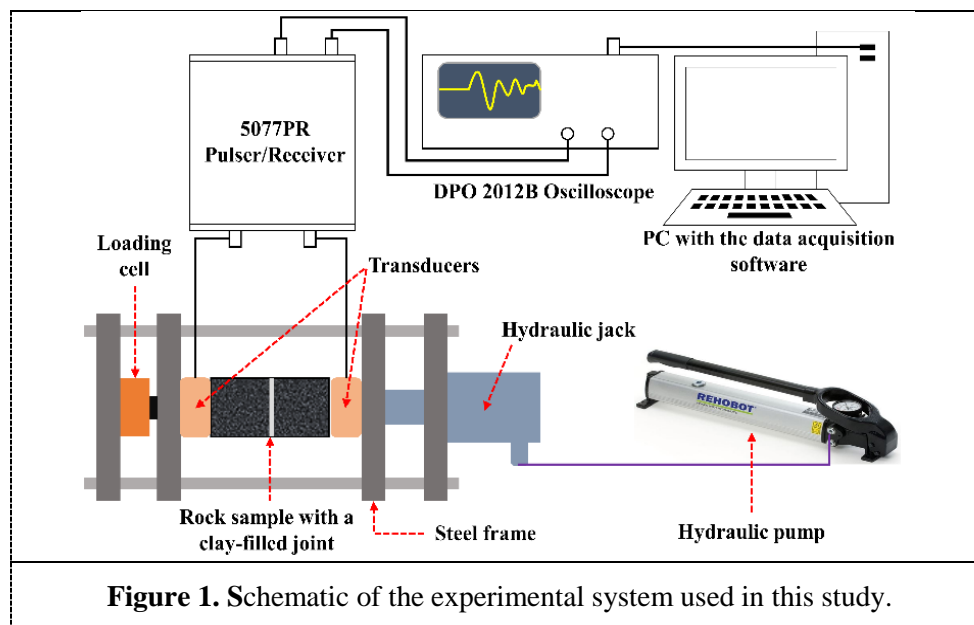 5077PR
Pulser/Receiver
DPO 2012B Oscilloscope
PC with the data acquisition
software
Loading
cell
Transducers
Hydraulic jack
REHOBOT
Rock sample with a
clay-filled joint
Steel frame
Hydraulic pump
Figure 1. Schematic of the experimental system used in this study.